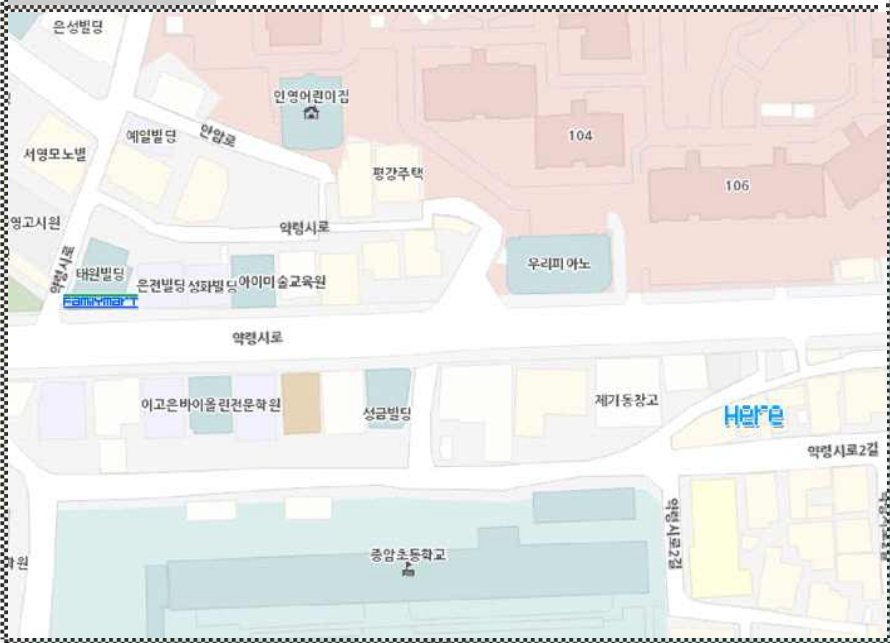 은성빌딩
인영어린이집
104
예일빌딩
안암로
서영모노벨
평강주택
106
영고시원
약령시로
약령시로
우리피아노
태원빌딩
은전빌딩
성화빌딩
아이미술교육원
FamilyMart
약령시로
이고은바이올린전문학원
성금빌딩
제기동창고
Here
약령시로2길
약령시로2길
종암초등학교
학원